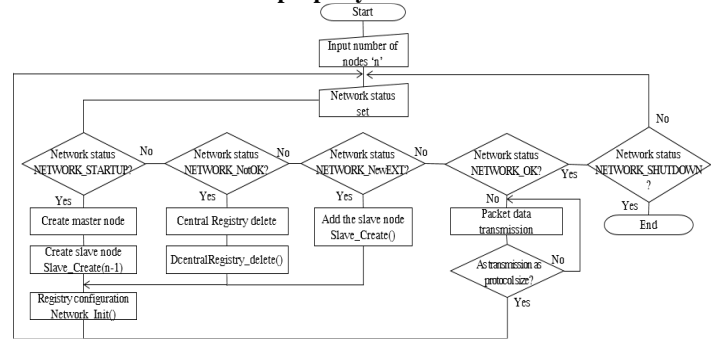 Start
Input number of
nodes ‘n’
Network status
set
No
Network status
NETWORK_STARTUP?
No
Network status
NETWORK_NotOK?
No
Network status
NETWORK_NewEXT?
No
Network status
NETWORK_OK?
Yes
Network status
NETWORK_SHUTDOWN
?
Yes
Yes
Yes
No
Yes
End
Create master node
Central Registry delete
Add the slave node
Slave_Create()
Packet data
transmission
Create slave node
Slave_Create(n-1)
DcentralRegistry_delete()
As transmission as
protocol size?
No
Yes
Registry configuration
Network_Init()